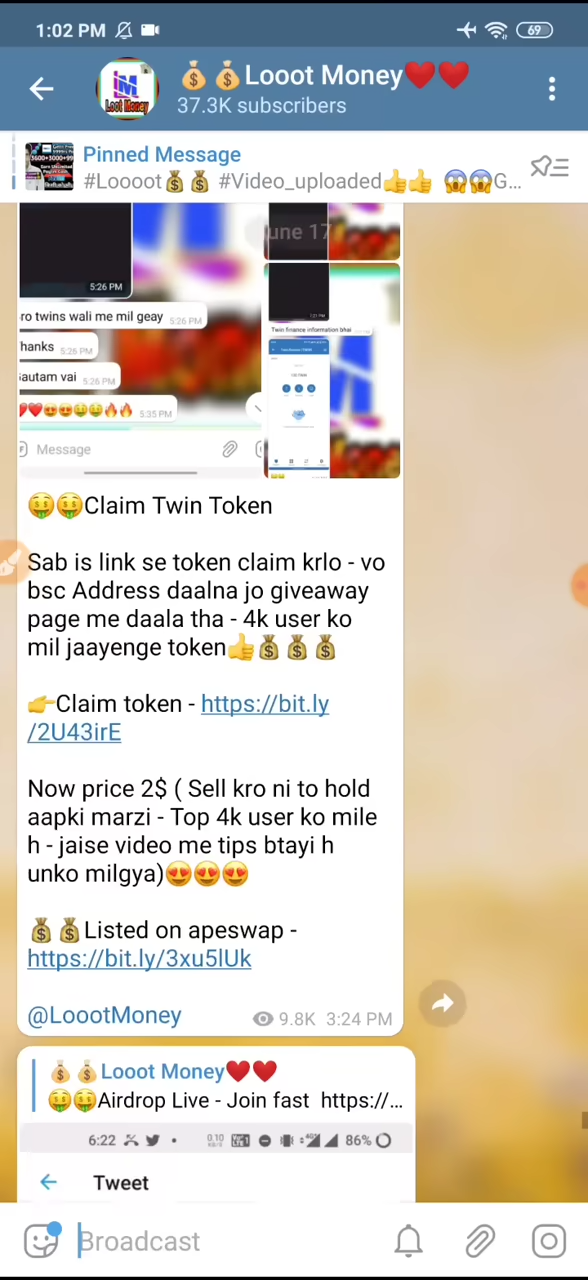 1:02 PM
69
💰💰Looot Money❤️❤️
37.3K subscribers
LM
Loot Money
Pinned Message
#Loooot💰💰 #Video_uploaded👍👍 😱😱G...
June 17
5:26 PM
ro twins wali me mil geay 5:26 PM
hanks 5:26 PM
autam vai 5:26 PM
5:35 PM
Message
Twin finance information bhai
🤑🤑Claim Twin Token
Sab is link se token claim krlo - vo
bsc Address daalna jo giveaway
page me daala tha - 4k user ko
mil jaayenge token👍💰💰💰
👉Claim token - https://bit.ly
/2U43irE
Now price 2$ ( Sell kro ni to hold
aapki marzi - Top 4k user ko mile
h - jaise video me tips btayi h
unko milgya)😍😍😍
💰💰Listed on apeswap -
https://bit.ly/3xu5lUk
@LoootMoney 9.8K 3:24 PM
💰💰Looot Money❤️❤️
🤑🤑Airdrop Live - Join fast https://...
6:22 86%
Tweet
Broadcast